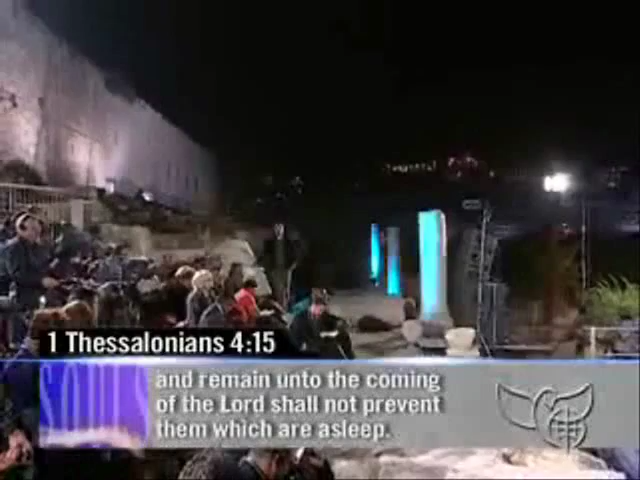 1 Thessalonians 4:15
SOULS
and remain unto the coming
of the Lord shall not prevent
them which are asleep.